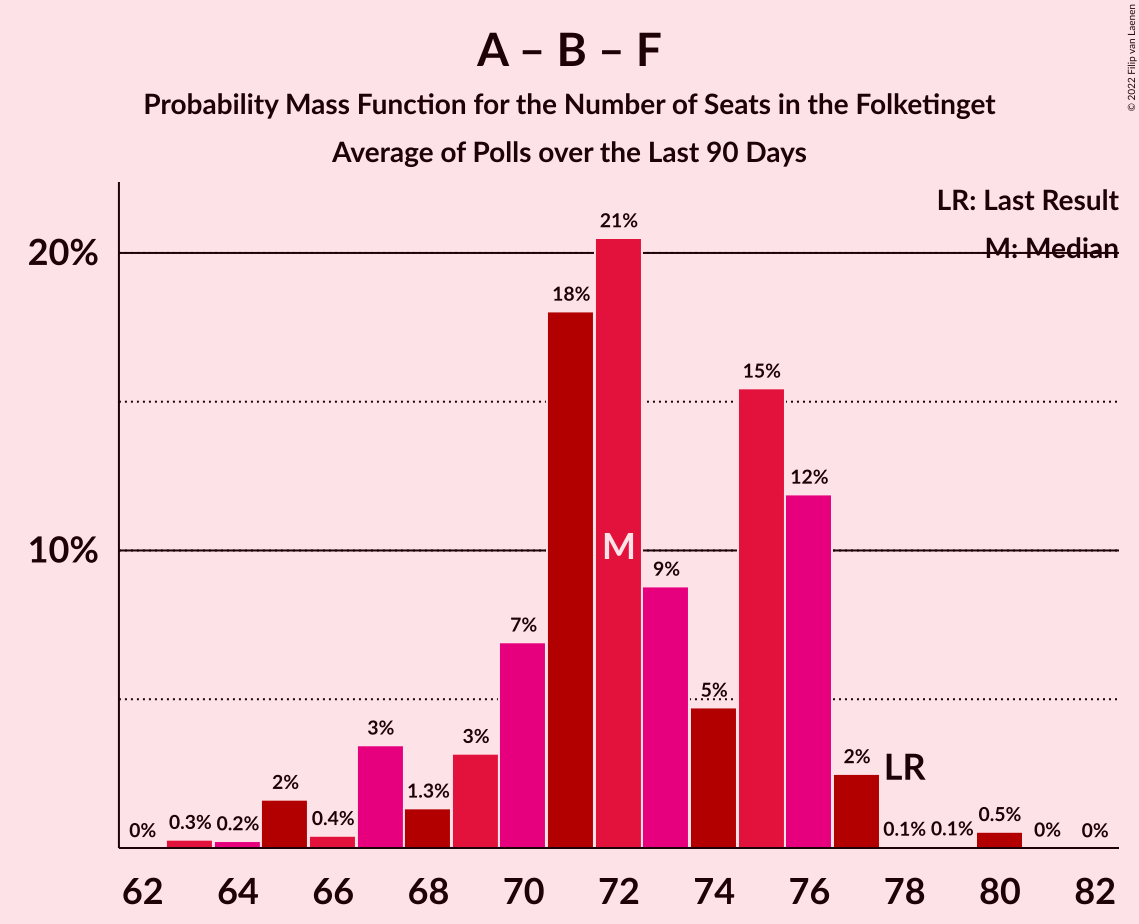 A – B – F
Probability Mass Function for the Number of Seats in the Folketinget
Average of Polls over the Last 90 Days
© 2022 Filip van Laenen
LR: Last Result
M: Median
20%
10%
0%
0.3%
0.2%
2%
0.4%
3%
1.3%
3%
7%
18%
21%
M
9%
5%
15%
12%
2%
LR
0.1%
0.1%
0.5%
0%
0%
62 64 66 68 70 72 74 76 78 80 82